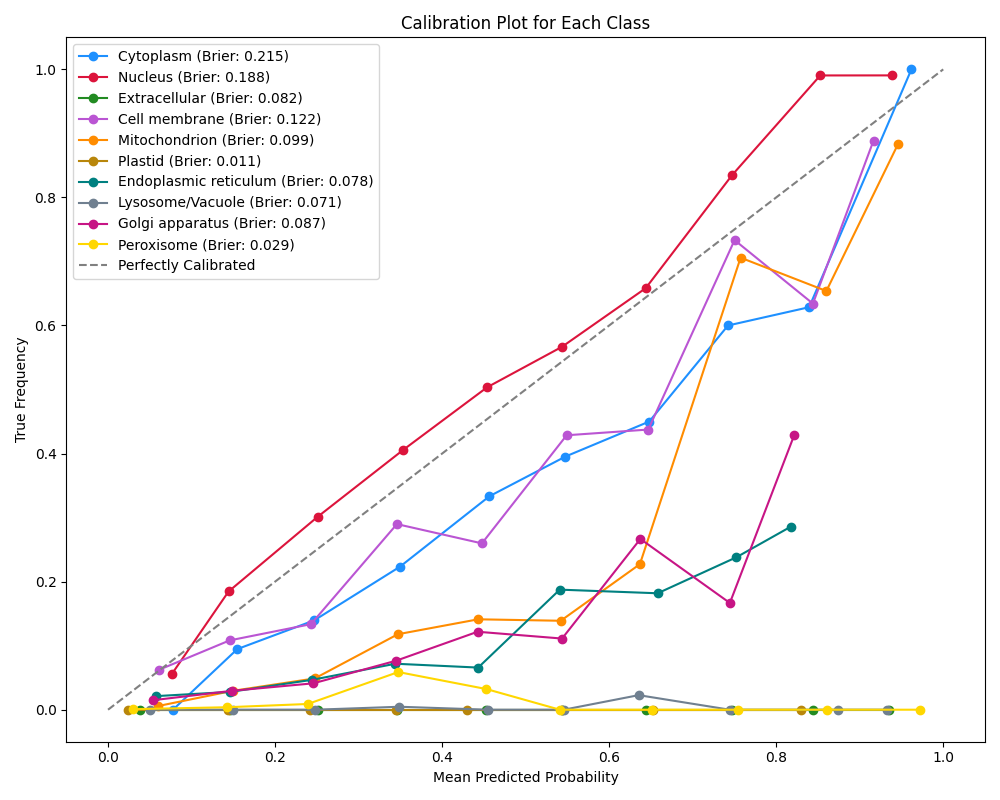 Calibration Plot for Each Class
Cytoplasm (Brier: 0.215)
Nucleus (Brier: 0.188)
Extracellular (Brier: 0.082)
Cell membrane (Brier: 0.122)
Mitochondrion (Brier: 0.099)
Plastid (Brier: 0.011)
Endoplasmic reticulum (Brier: 0.078)
Lysosome/Vacuole (Brier: 0.071)
Golgi apparatus (Brier: 0.087)
Peroxisome (Brier: 0.029)
Perfectly Calibrated
True Frequency
1.0
0.8
0.6
0.4
0.2
0.0
0.0 0.2 0.4 0.6 0.8 1.0
Mean Predicted Probability